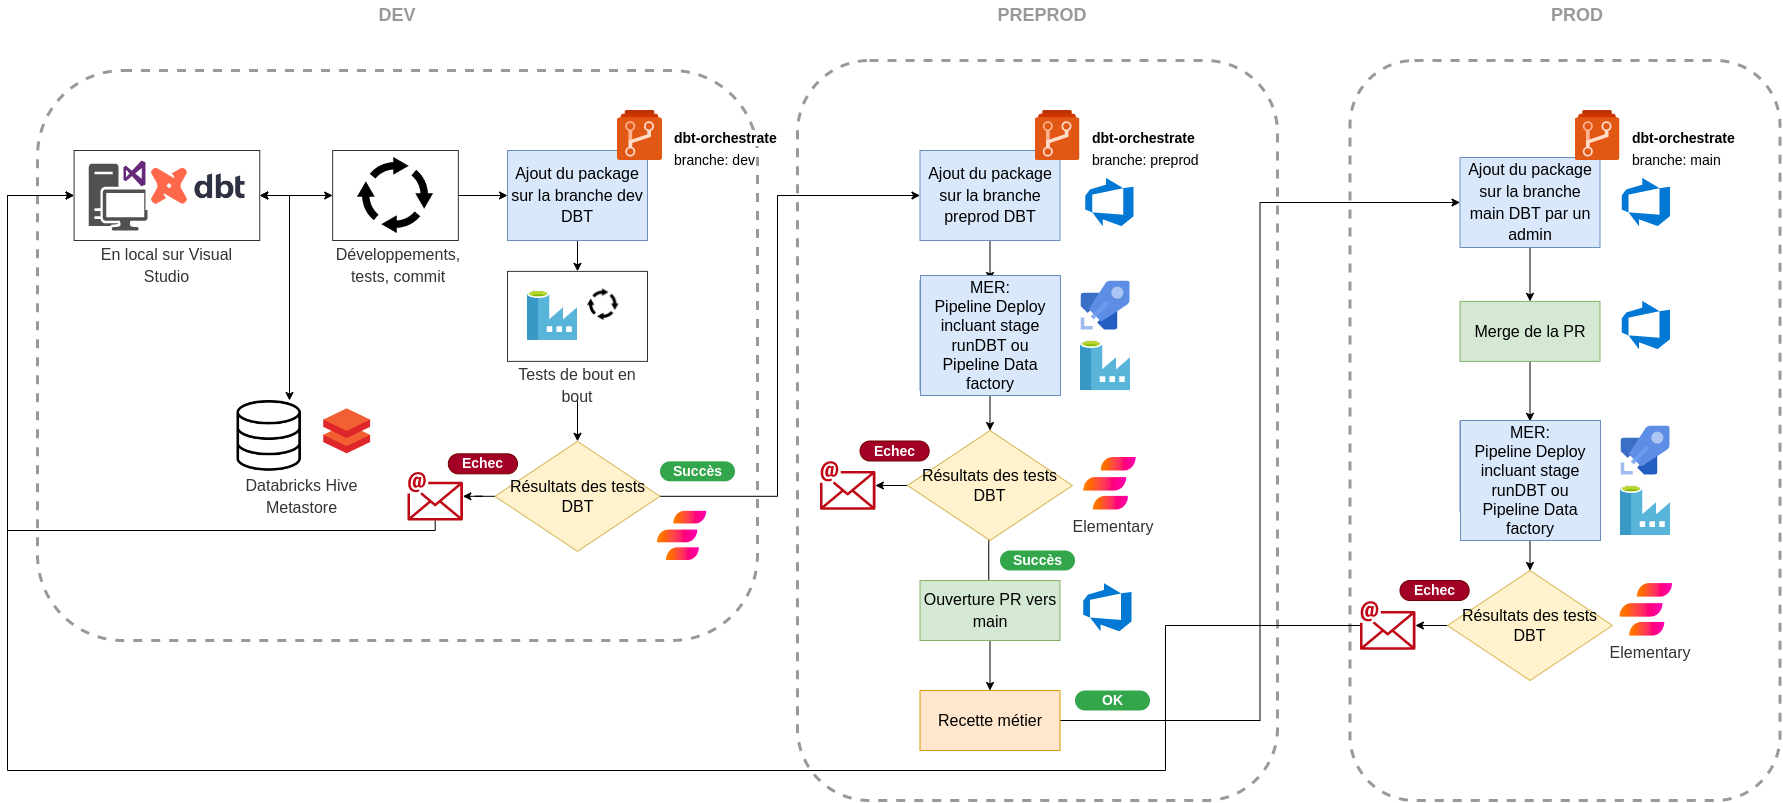 DEV
PREPROD
PROD
dbt
En local sur Visual
Studio
Développements,
tests, commit
dbt-orchestrate
branche: dev
Ajout du package
sur la branche dev
DBT
Tests de bout en
bout
Databricks Hive
Metastore
Echec
@
Résultats des tests
DBT
Succès
dbt-orchestrate
branche: preprod
Ajout du package
sur la branche
preprod DBT
MER:
Pipeline Deploy
incluant stage
runDBT ou
Pipeline Data
factory
Echec
@
Résultats des tests
DBT
Elementary
Succès
Ouverture PR vers
main
Recette métier
OK
dbt-orchestrate
branche: main
Ajout du package
sur la branche
main DBT par un
admin
Merge de la PR
MER:
Pipeline Deploy
incluant stage
runDBT ou
Pipeline Data
factory
Echec
@
Résultats des tests
DBT
Elementary